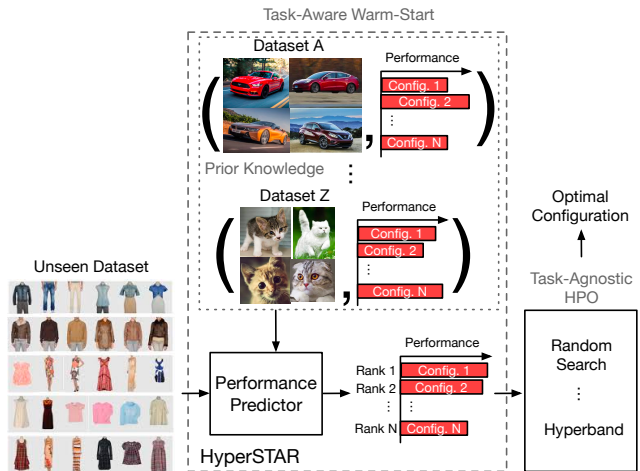 Task-Aware Warm-Start
Dataset A
Performance
Config. 1
Config. 2
Config. N
Prior Knowledge
Dataset Z
Performance
Config. 1
Config. 2
Config. N
Optimal
Configuration
Unseen Dataset
Task-Agnostic
HPO
Performance
Predictor
Performance
Rank 1
Config. 1
Rank 2
Config. 2
Rank N
Config. N
Random
Search
Hyperband
HyperSTAR